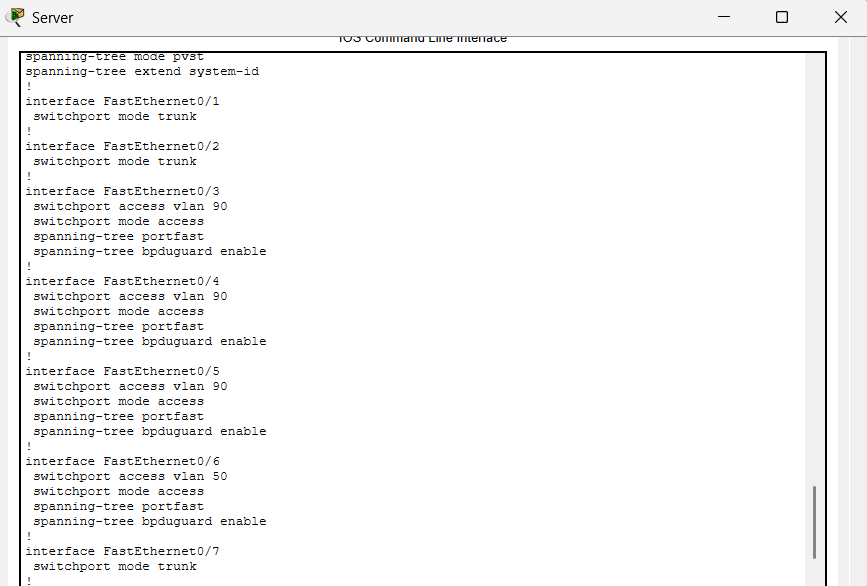 Server
IOS Command Line Interface
spanning-tree mode pvst
spanning-tree extend system-id
!
interface FastEthernet0/1
switchport mode trunk
!
interface FastEthernet0/2
switchport mode trunk
!
interface FastEthernet0/3
switchport access vlan 90
switchport mode access
spanning-tree portfast
spanning-tree bpduguard enable
!
interface FastEthernet0/4
switchport access vlan 90
switchport mode access
spanning-tree portfast
spanning-tree bpduguard enable
!
interface FastEthernet0/5
switchport access vlan 90
switchport mode access
spanning-tree portfast
spanning-tree bpduguard enable
!
interface FastEthernet0/6
switchport access vlan 50
switchport mode access
spanning-tree portfast
spanning-tree bpduguard enable
!
interface FastEthernet0/7
switchport mode trunk
!